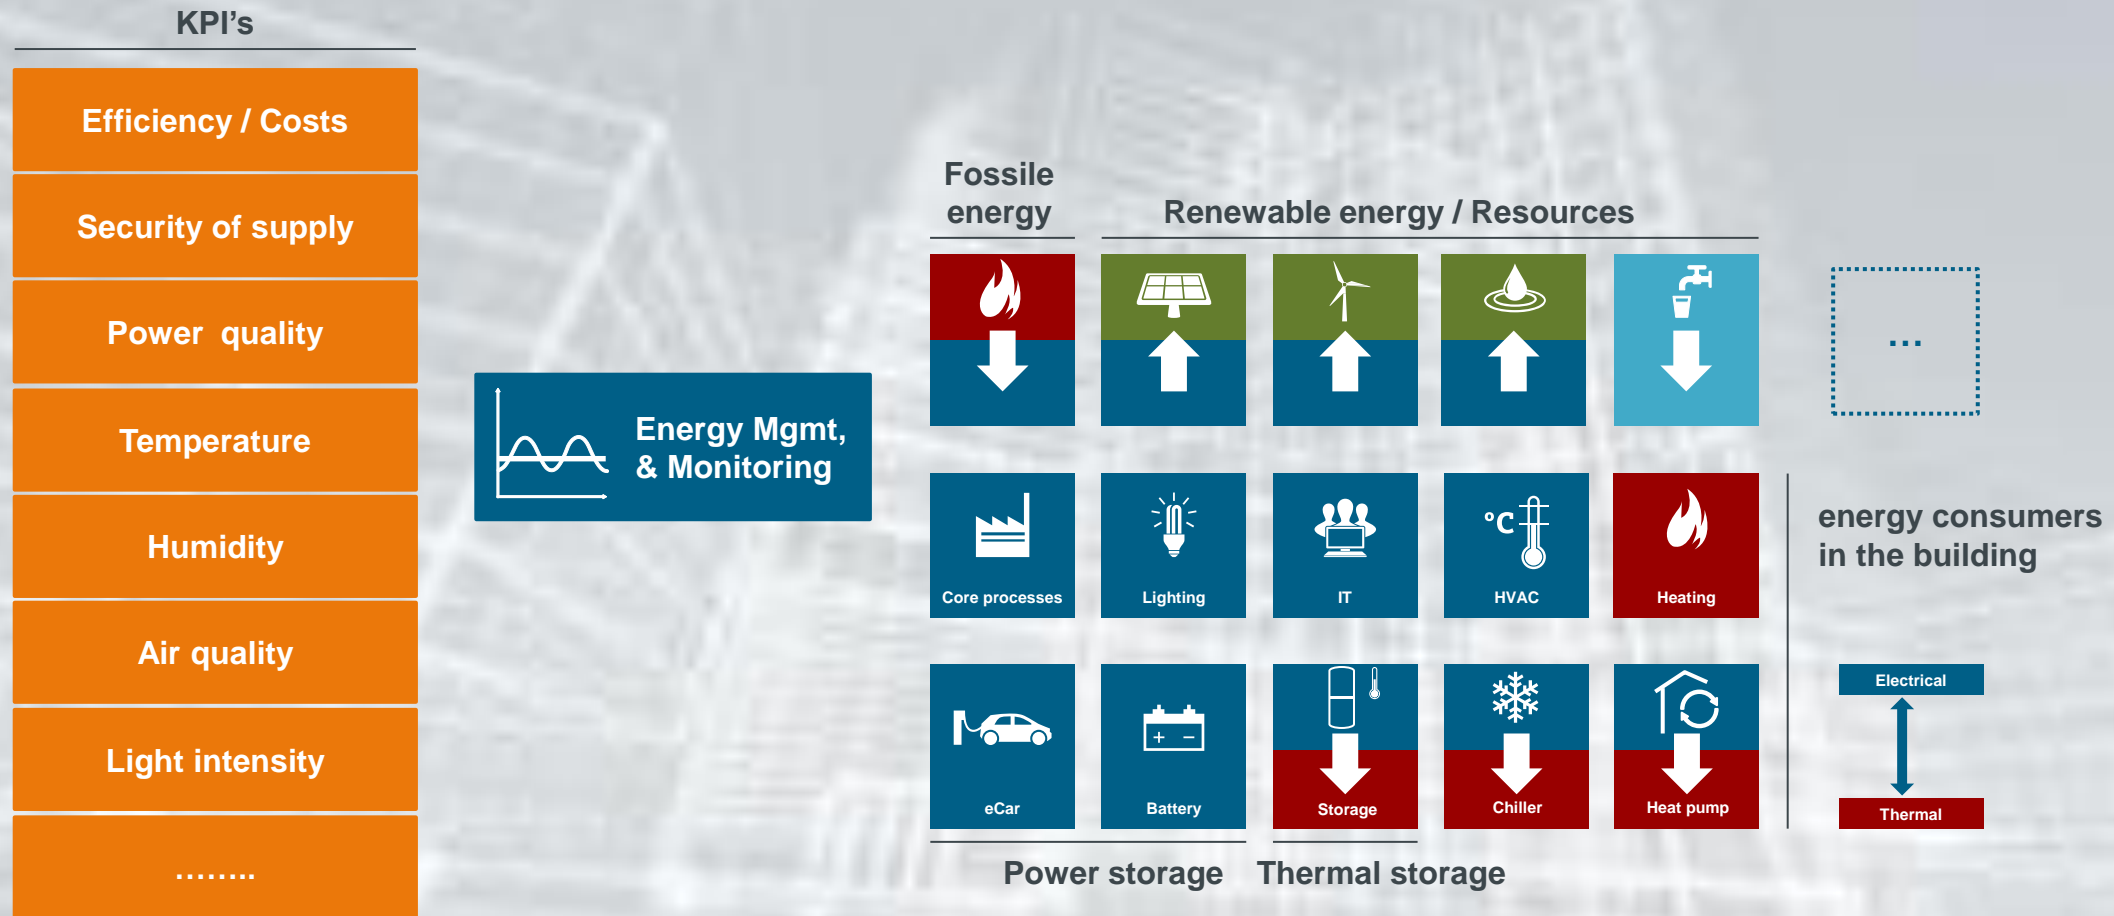 KPI’s
Efficiency / Costs
Security of supply
Power  quality
Temperature
Humidity
Air quality
Light intensity
........
Energy Mgmt,
& Monitoring
Fossile
energy
Renewable energy / Resources
...
Core processes
Lighting
IT
°C
HVAC
Heating
energy consumers
in the building
eCar
+ −
Battery
Storage
Chiller
Heat pump
Electrical
Thermal
Power storage
Thermal storage